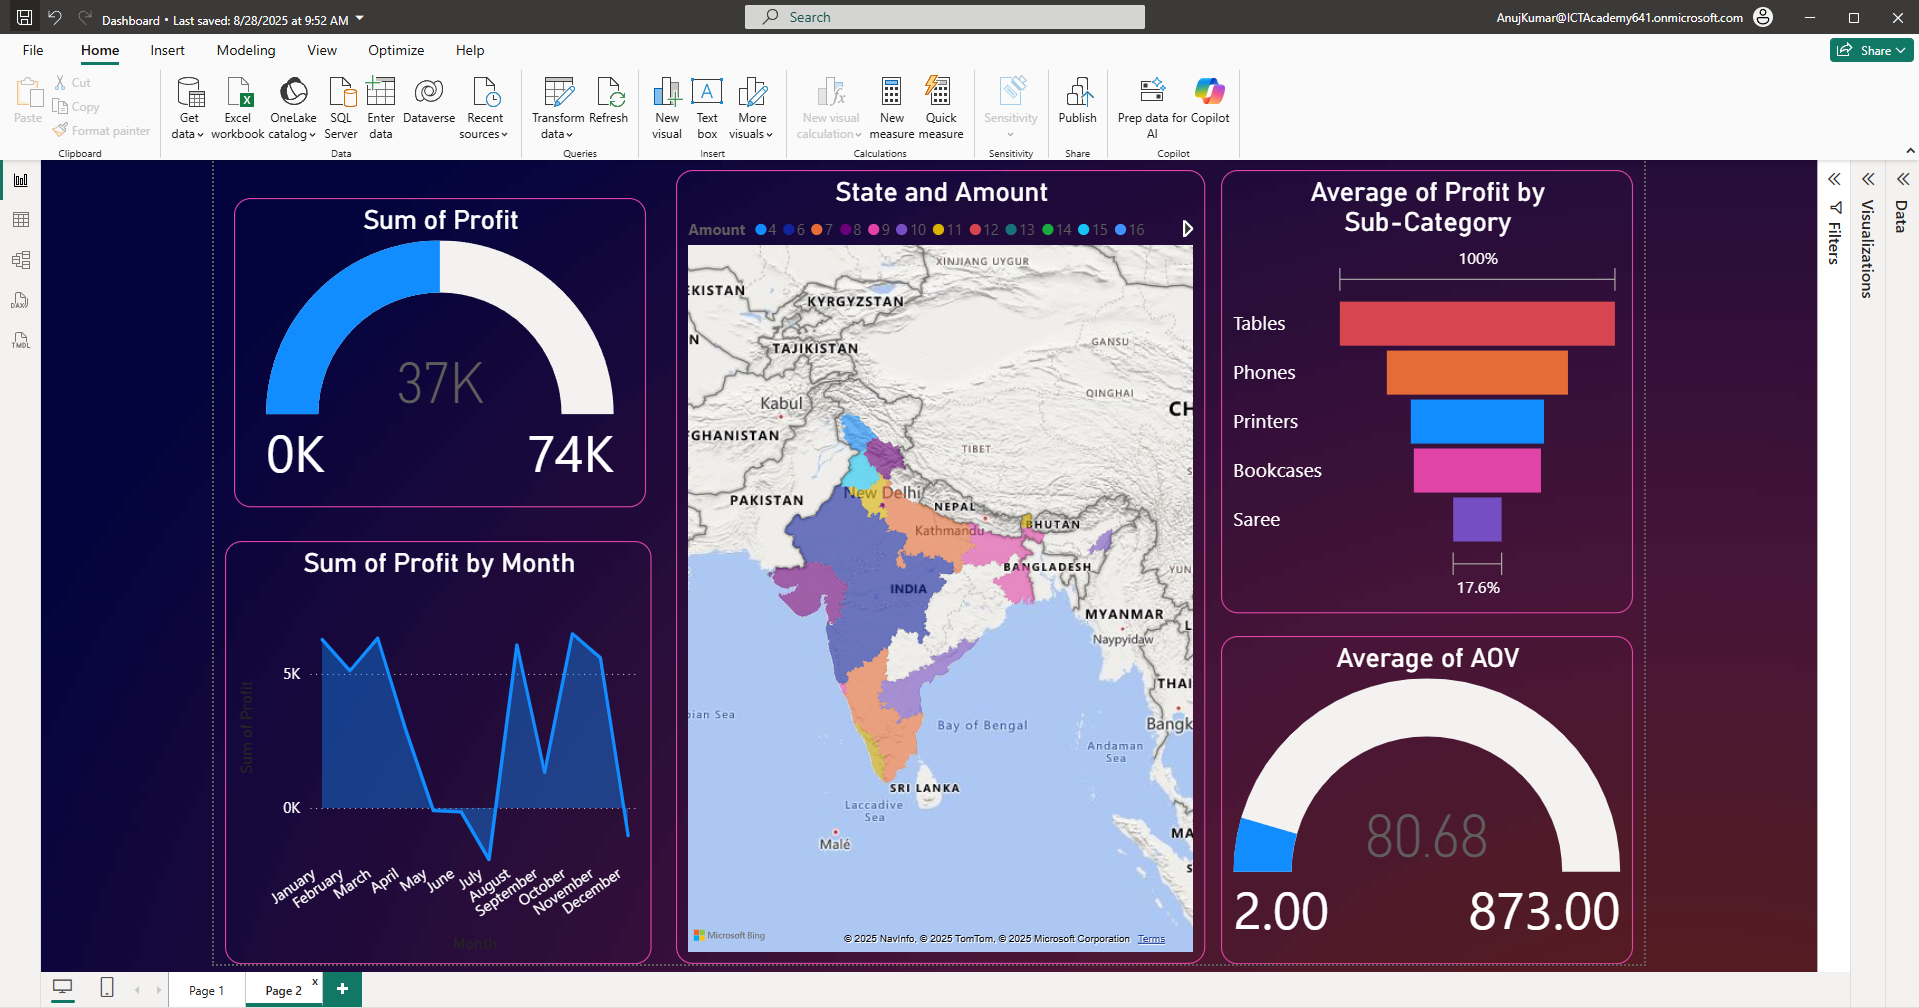 Dashboard • Last saved: 8/28/2025 at 9:52 AM
Search
AnujKumar@ICTAcademy641.onmicrosoft.com
File Home Insert Modeling View Optimize Help
Share
Paste
Cut
Copy
Format painter
Clipboard
Get data
Excel workbook
OneLake catalog
SQL Server
Enter data
Dataverse
Recent sources
Data
Transform data
Refresh
Queries
New visual
Text box
More visuals
Insert
New visual calculation
New measure
Quick measure
Calculations
Sensitivity
Sensitivity
Publish
Share
Prep data for AI
Copilot
Copilot
DAX
TMDL
Sum of Profit
37K
0K
74K
Sum of Profit by Month
Sum of Profit
5K
0K
January
February
March
April
May
June
July
August
September
October
November
December
Month
State and Amount
Amount 4 6 7 8 9 10 11 12 13 14 15 16
XINJIANG UYGUR
EKISTAN
KYRGYZSTAN
N
TAJIKISTAN
GANSU
QINGHAI
Kabul
CH
FGHANISTAN
TIBET
New Delhi
PAKISTAN
NEPAL
BHUTAN
Kathmandu
BANGLADESH
YUN
INDIA
MYANMAR
L
Naypyidaw
THAI
bian Sea
Bay of Bengal
Bangk
Andaman
Sea
SRI LANKA
Laccadive
Sea
Malé
MA
S
Microsoft Bing
© 2025 NavInfo, © 2025 TomTom, © 2025 Microsoft Corporation Terms
Average of Profit by
Sub-Category
100%
Tables
Phones
Printers
Bookcases
Saree
17.6%
Average of AOV
80.68
2.00
873.00
Filters
Visualizations
Data
Page 1
Page 2
x
+